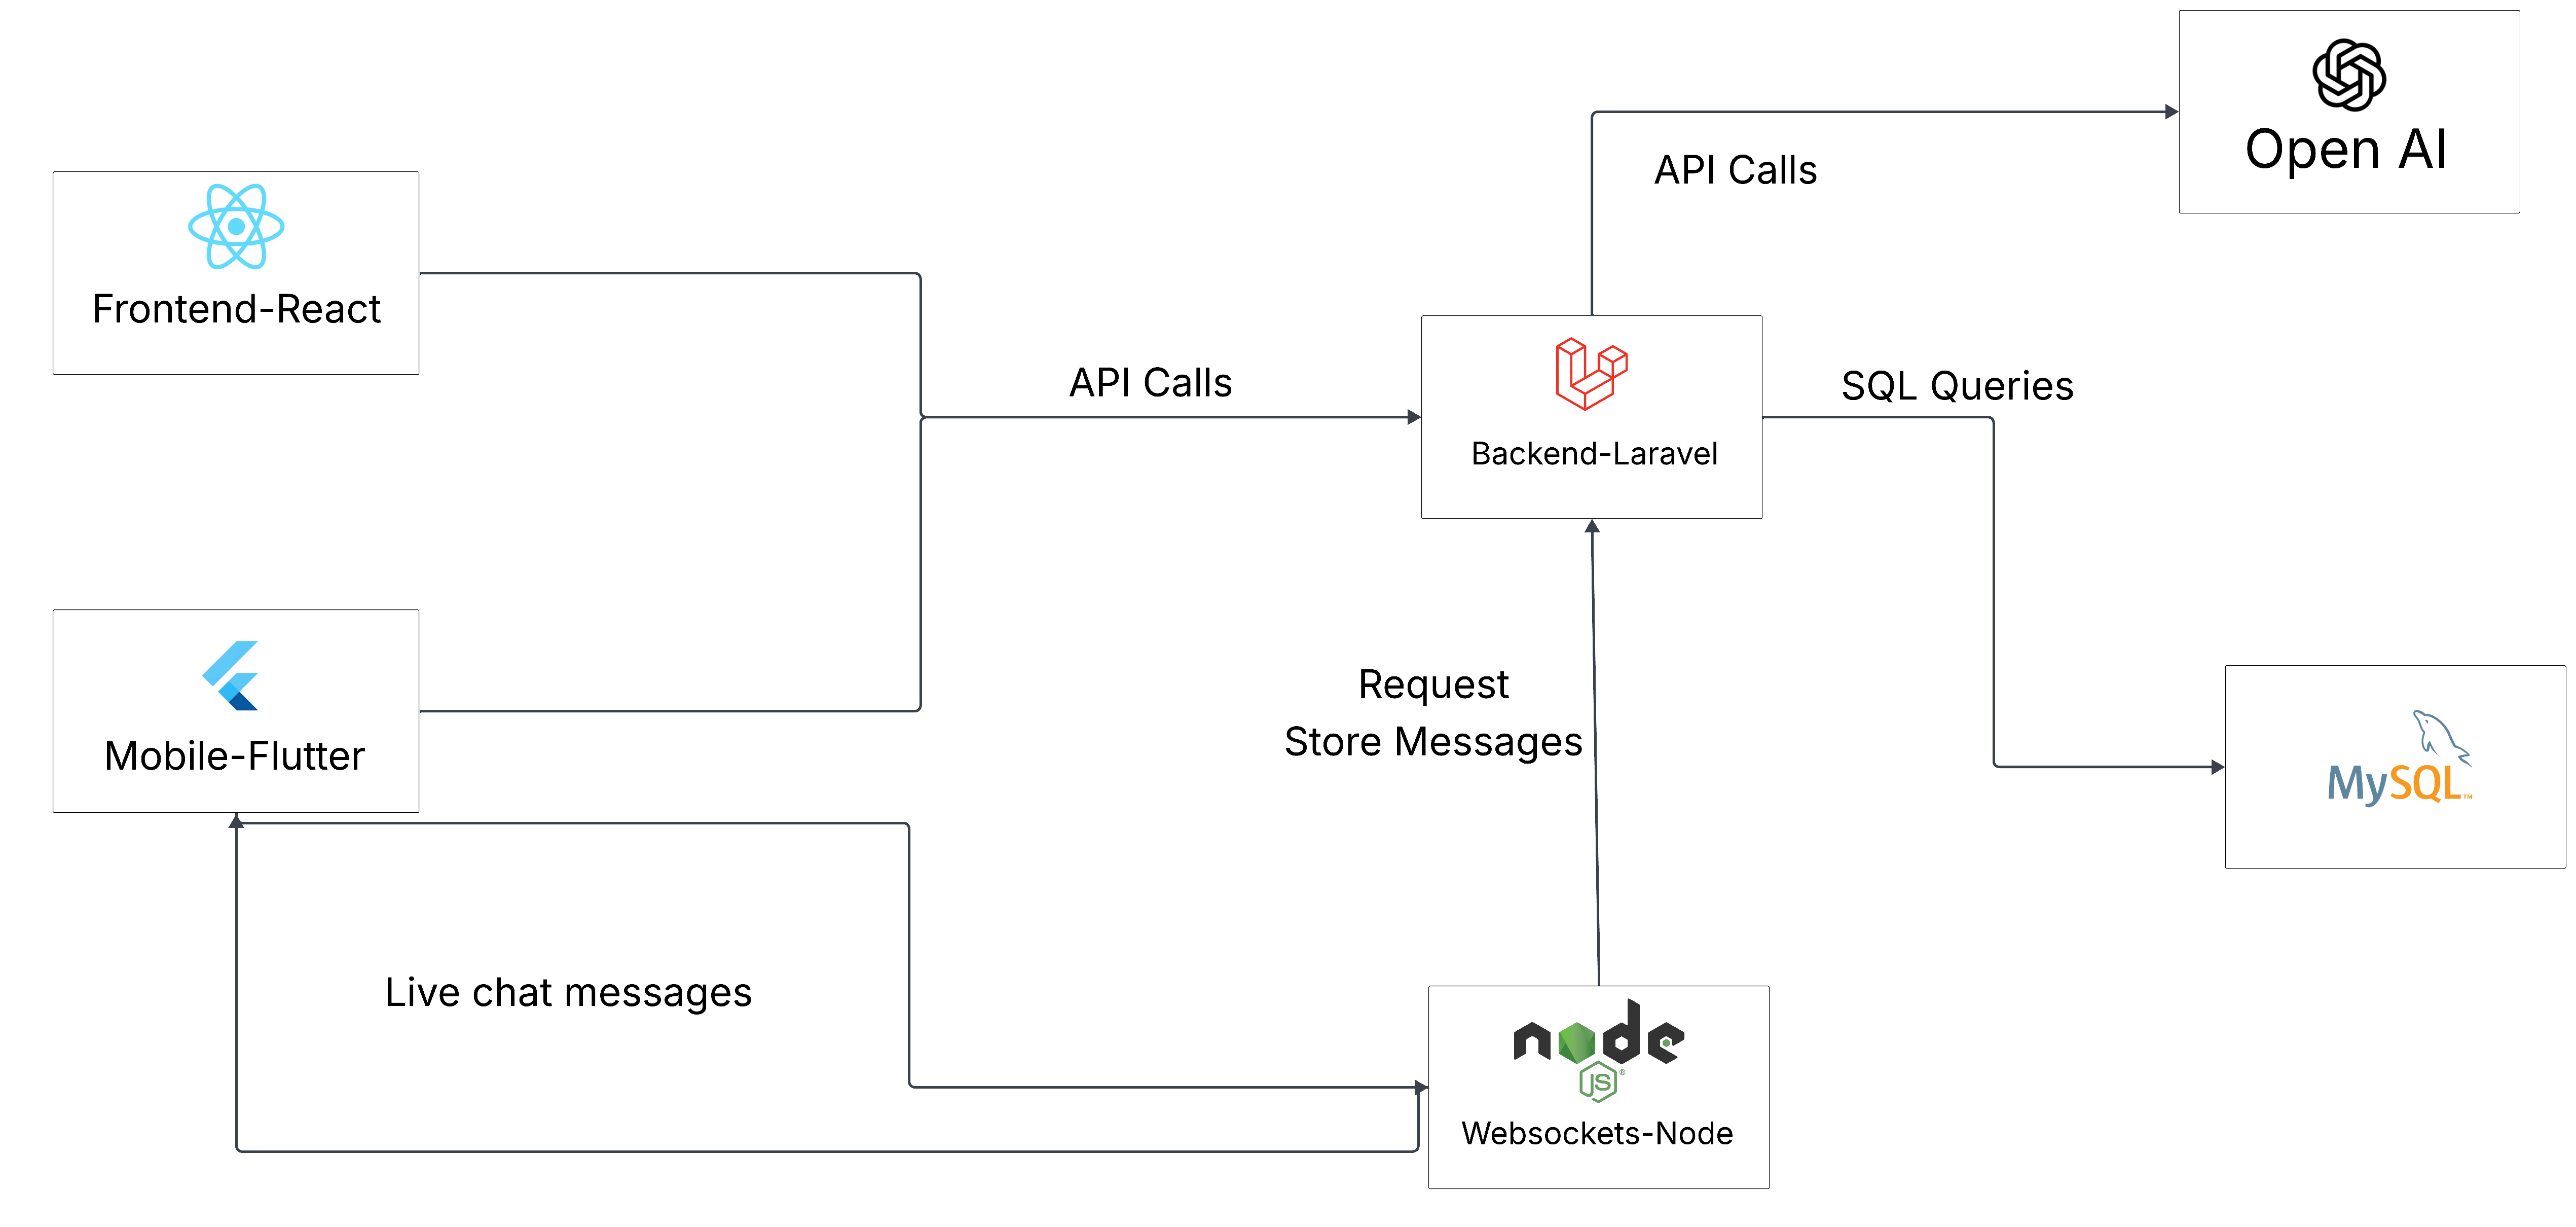 Open AI
API Calls
Frontend-React
API Calls
Backend-Laravel
SQL Queries
Mobile-Flutter
Request
Store Messages
MySQL™
Live chat messages
node
JS®
Websockets-Node